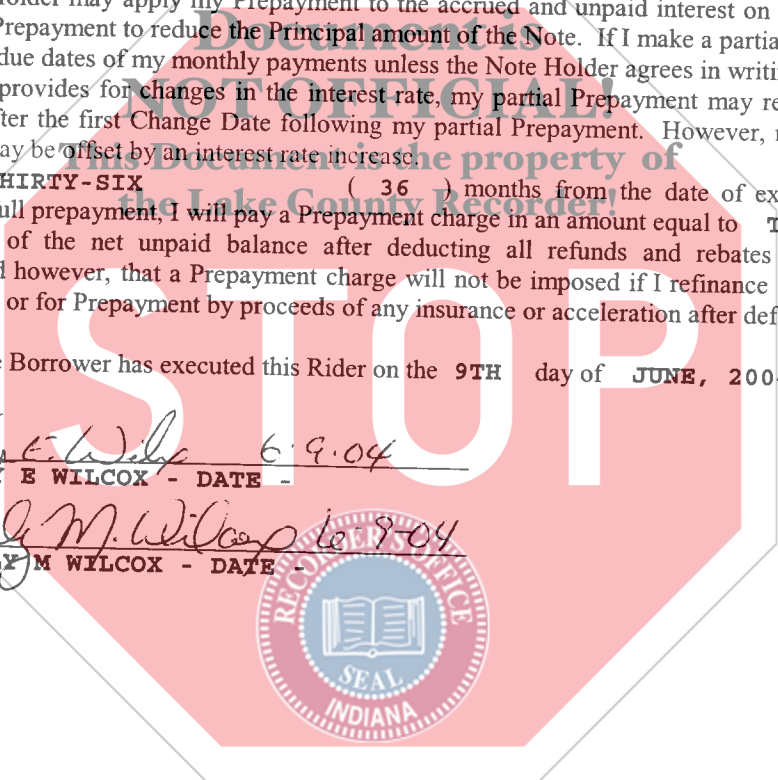 older may apply my Prepayment to the accrued and unpaid interest on
Prepayment to reduce the Principal amount of the Note. If I make a partia
due dates of my monthly payments unless the Note Holder agrees in writi
provides for changes in the interest rate, my partial Prepayment may re
ter the first Change Date following my partial Prepayment. However,
ay be offset by an interest rate increase.
HIRTY-SIX ( 36 ) months from the date of ex
ull prepayment, I will pay a Prepayment charge in an amount equal to T
of the net unpaid balance after deducting all refunds and rebates
d however, that a Prepayment charge will not be imposed if I refinance
or for Prepayment by proceeds of any insurance or acceleration after def
Borrower has executed this Rider on the 9TH day of JUNE, 200
E. Wilcox 6.9.04
E WILCOX - DATE -
M. Wilcox 6-9-04
Y M WILCOX - DATE -
Document is
NOT OFFICIAL!
This Document is the property of
the Lake County Recorder!
STOP
RECORDER'S OFFICE
SEAL
INDIANA